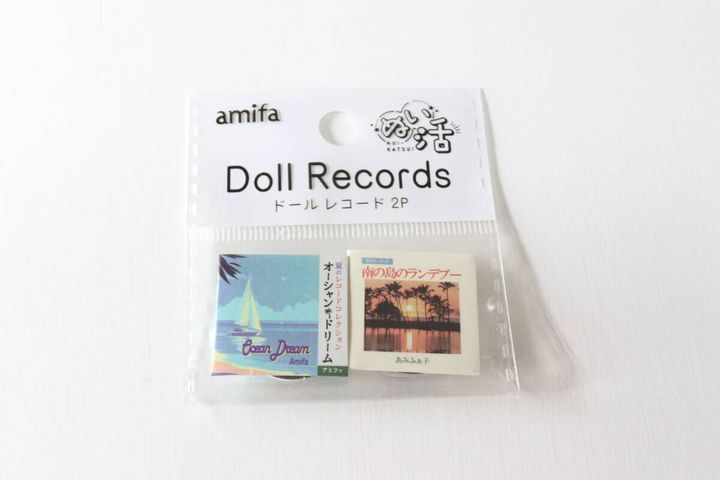 amifa
ぬい活
NUI-
KATSUI
Doll Records
ドール レコード 2P
夏のレコードコレクション
オーシャンドリーム
Ocean Dream
Amifa
アミファ
南の島のランデブー
あみふぁ子